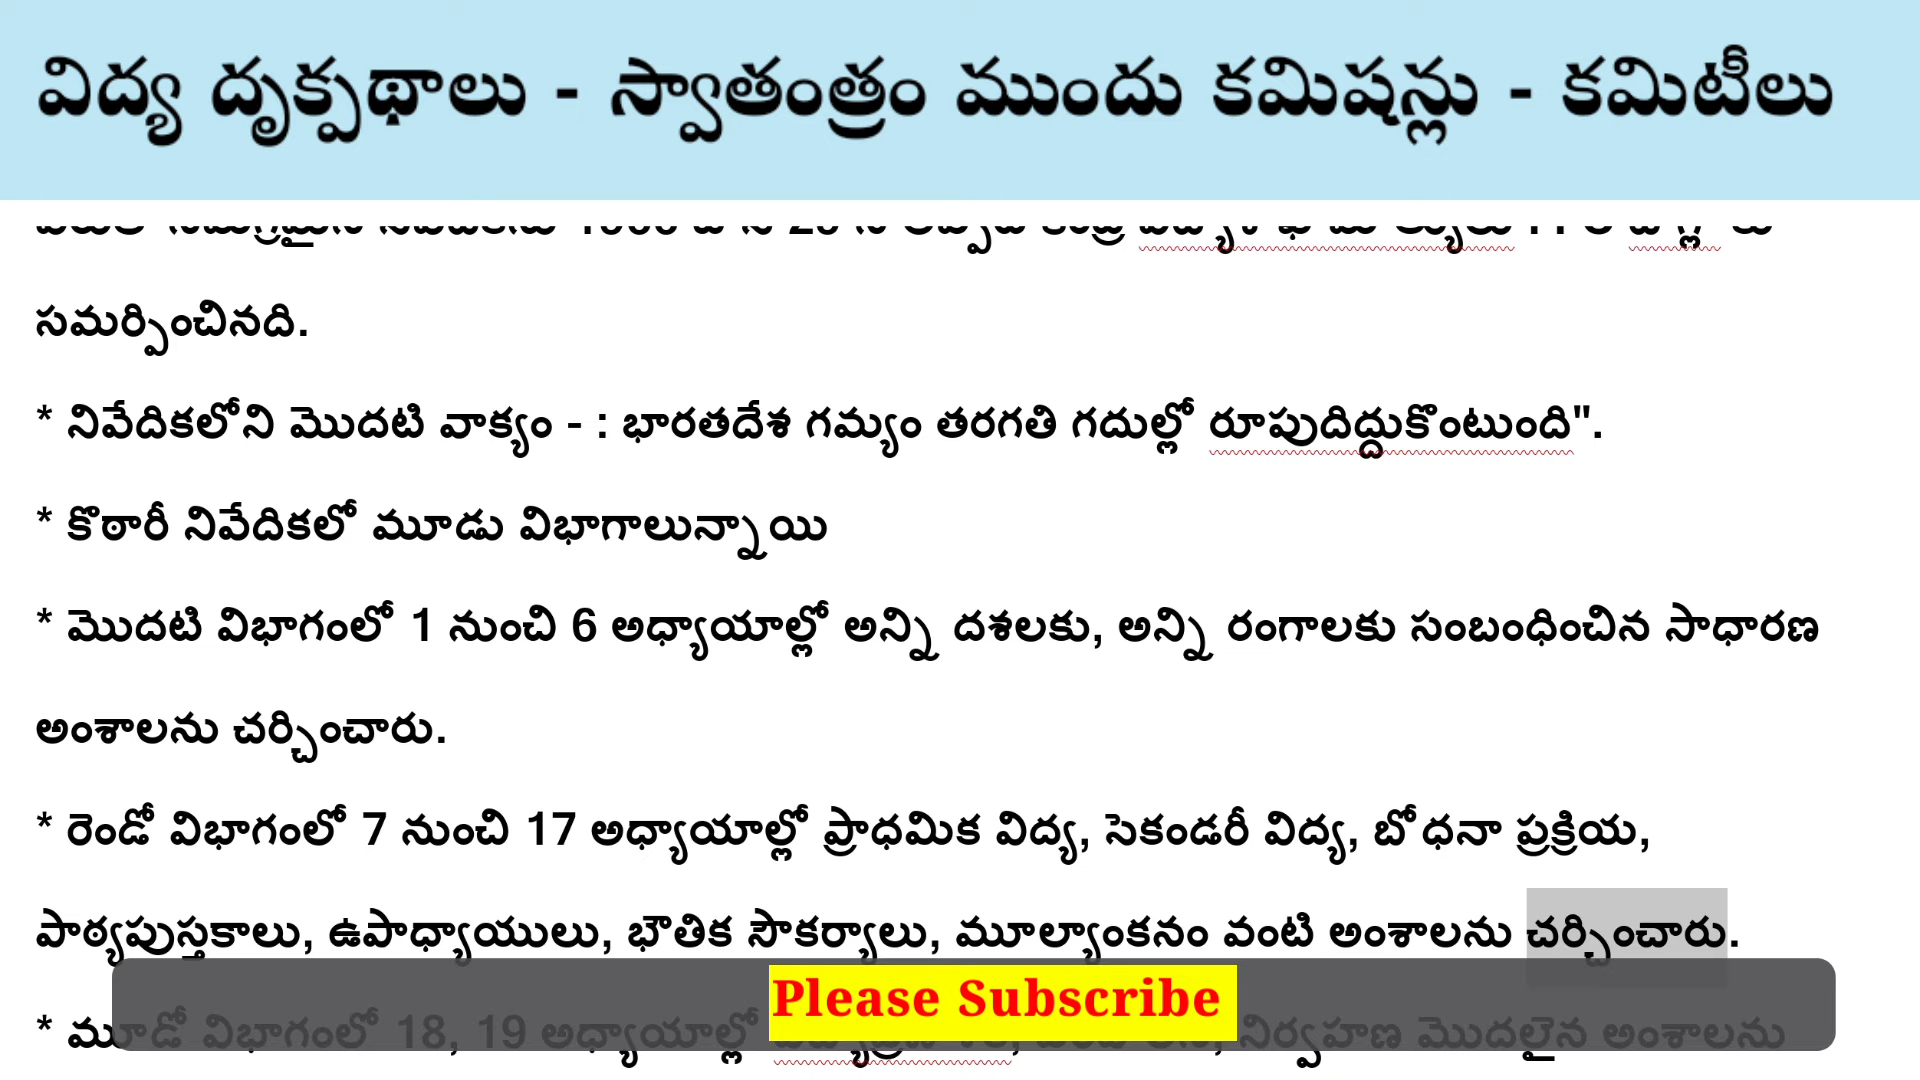 విద్య దృక్పథాలు - స్వాతంత్రం ముందు కమిషన్లు - కమిటీలు
సమర్పించినది.
* నివేదికలోని మొదటి వాక్యం - : భారతదేశ గమ్యం తరగతి గదుల్లో రూపుదిద్దుకొంటుంది".
* కొఠారీ నివేదికలో మూడు విభాగాలున్నాయి
* మొదటి విభాగంలో 1 నుంచి 6 అధ్యాయాల్లో అన్ని దశలకు, అన్ని రంగాలకు సంబంధించిన సాధారణ
అంశాలను చర్చించారు.
* రెండో విభాగంలో 7 నుంచి 17 అధ్యాయాల్లో ప్రాధమిక విద్య, సెకండరీ విద్య, బోధనా ప్రక్రియ,
పాఠ్యపుస్తకాలు, ఉపాధ్యాయులు, భౌతిక సౌకర్యాలు, మూల్యాంకనం వంటి అంశాలను చర్చించారు.
Please Subscribe
* మూడో విభాగంలో 18, 19 అధ్యాయాల్లో నిర్వహణ మొదలైన అంశాలను